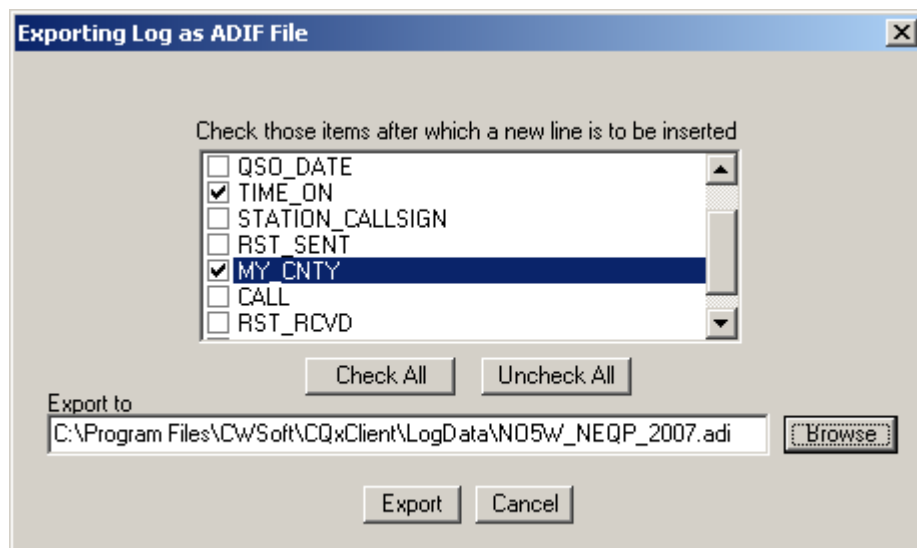 Exporting Log as ADIF File
Check those items after which a new line is to be inserted
QSO_DATE
TIME_ON
STATION_CALLSIGN
RST_SENT
MY_CNTY
CALL
RST_RCVD
Check All
Uncheck All
Export to
C:\Program Files\CWSoft\CQxClient\LogData\NO5W_NEQP_2007.adi
Browse
Export
Cancel